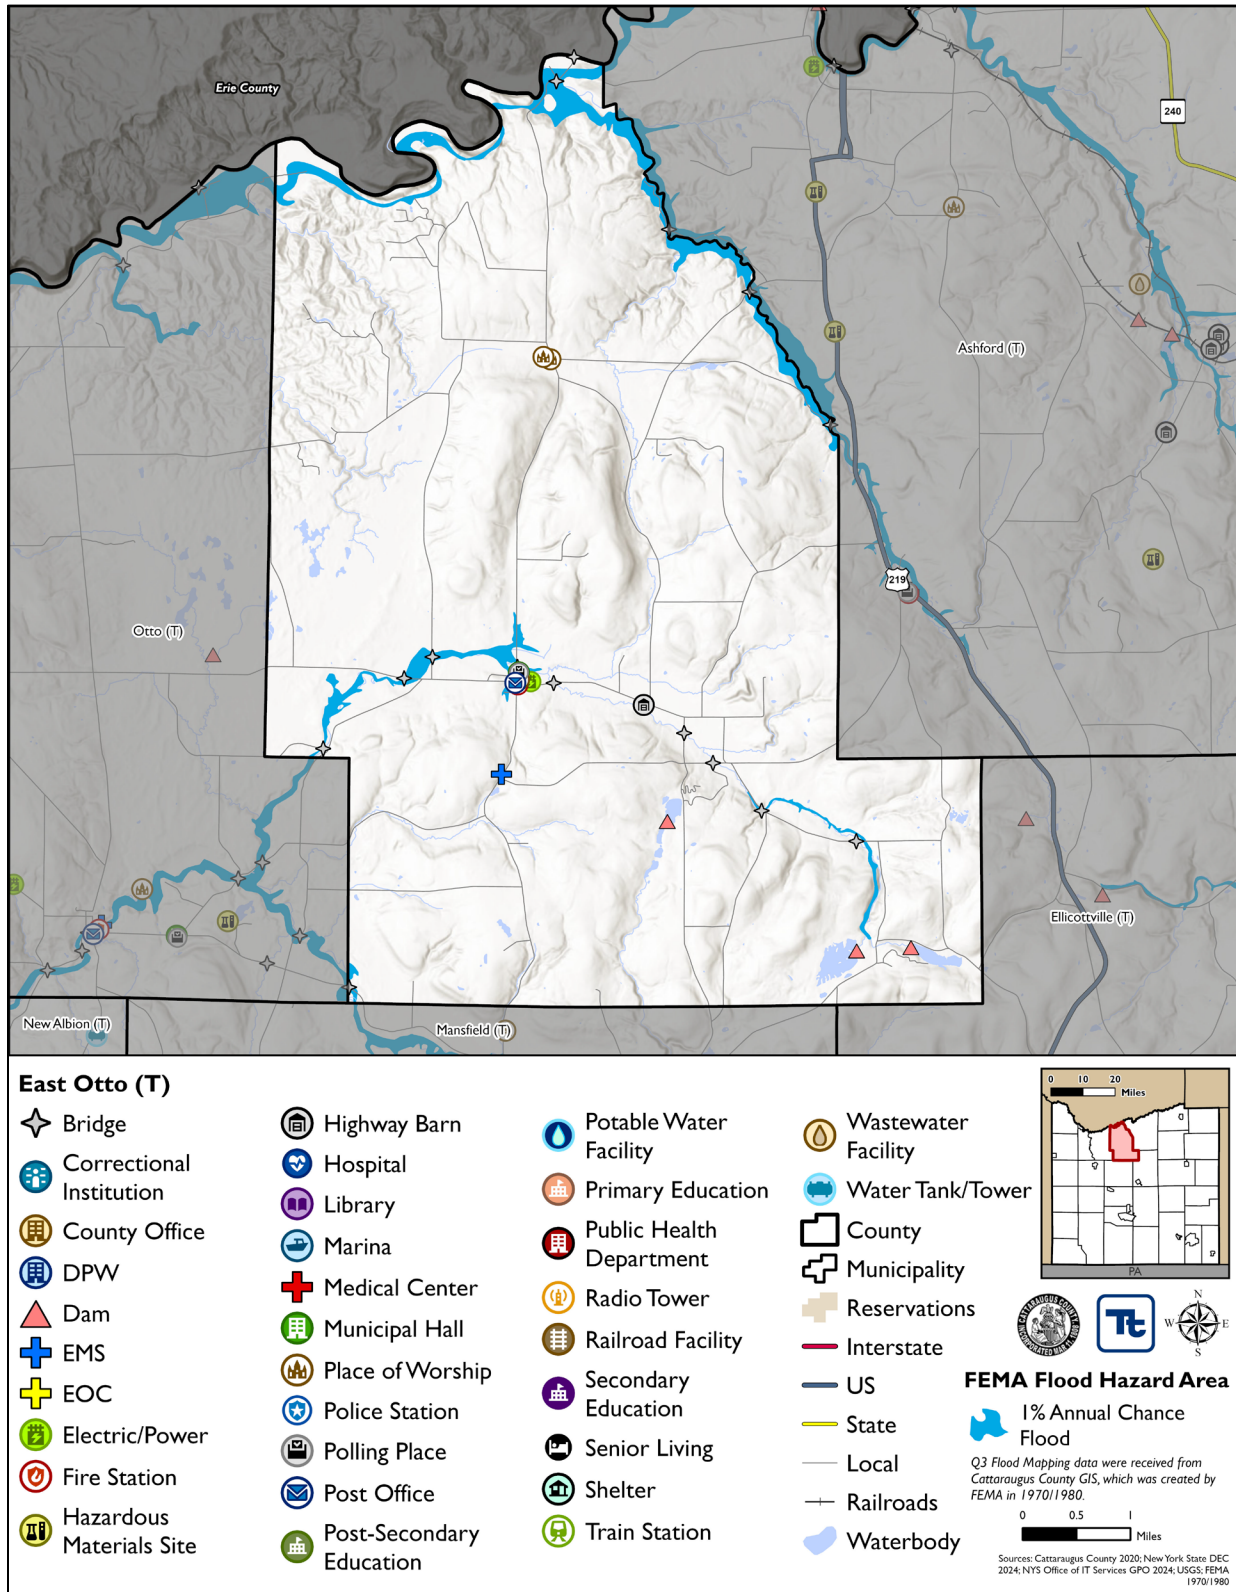 Erie County
240
Ashford (T)
219
Otto (T)
Ellicottville (T)
New Albion (T)
Mansfield (T)
East Otto (T)
Bridge
Correctional
Institution
County Office
DPW
Dam
EMS
EOC
Electric/Power
Fire Station
Hazardous
Materials Site
Highway Barn
Hospital
Library
Marina
Medical Center
Municipal Hall
Place of Worship
Police Station
Polling Place
Post Office
Post-Secondary
Education
Potable Water
Facility
Primary Education
Public Health
Department
Radio Tower
Railroad Facility
Secondary
Education
Senior Living
Shelter
Train Station
Wastewater
Facility
Water Tank/Tower
County
Municipality
Reservations
Interstate
US
State
Local
Railroads
Waterbody
0 10 20
Miles
PA
Tt
N
W E
S
FEMA Flood Hazard Area
1% Annual Chance
Flood
Q3 Flood Mapping data were received from
Cattaraugus County GIS, which was created by
FEMA in 1970/1980.
0 0.5 1
Miles
Sources: Cattaraugus County 2020; New York State DEC
2024; NYS Office of IT Services GPO 2024; USGS; FEMA
1970/1980